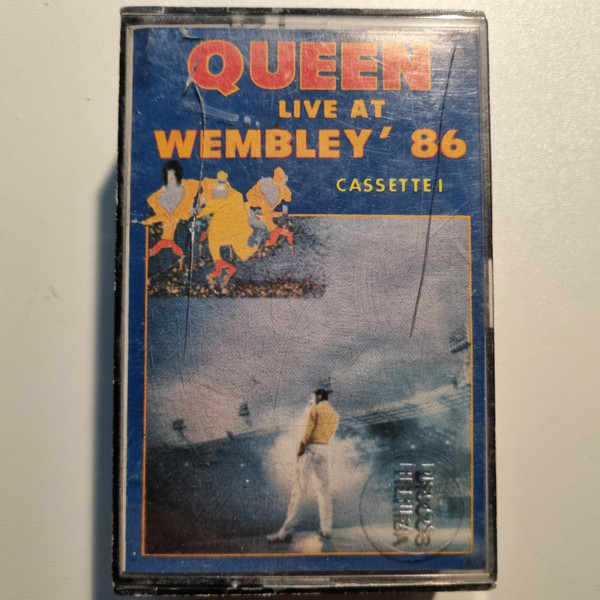 QUEEN
LIVE AT
WEMBLEY' 86
CASSETTE I